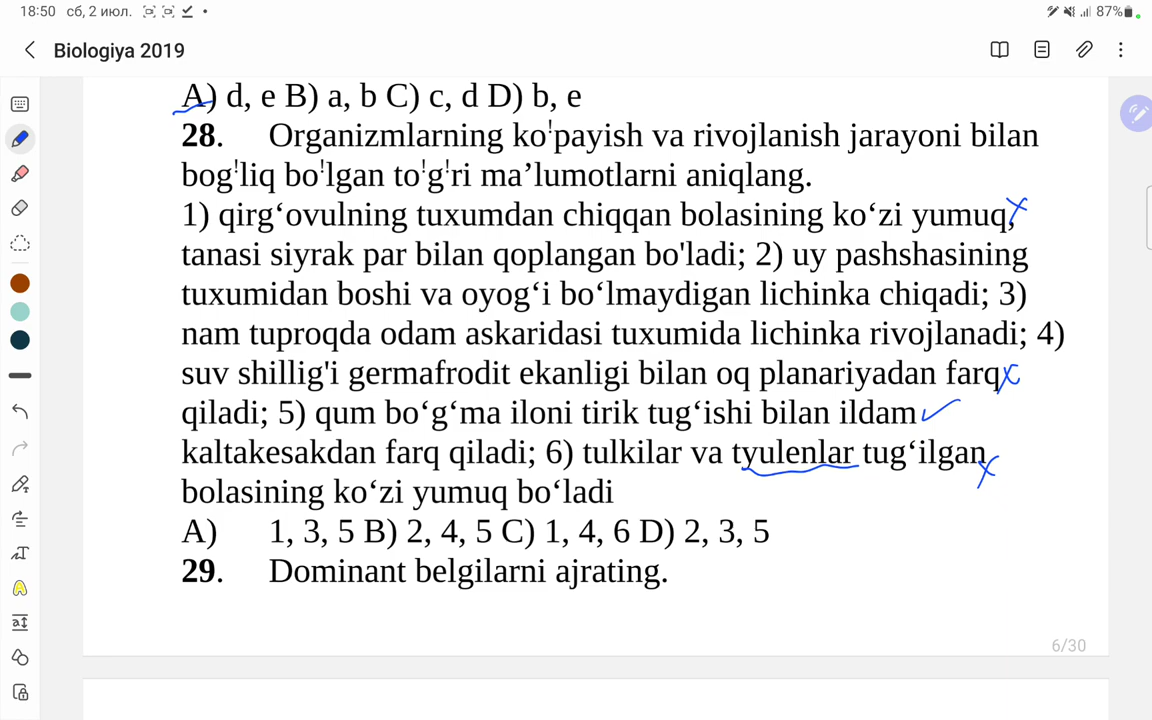 18:50 сб, 2 июл. 87%
Biologiya 2019
A) d, e B) a, b C) c, d D) b, e
28. Organizmlarning ko'payish va rivojlanish jarayoni bilan
bog'liq bo'lgan to'g'ri ma’lumotlarni aniqlang.
1) qirg‘ovulning tuxumdan chiqqan bolasining ko‘zi yumuq,
tanasi siyrak par bilan qoplangan bo'ladi; 2) uy pashshasining
tuxumidan boshi va oyog‘i bo‘lmaydigan lichinka chiqadi; 3)
nam tuproqda odam askaridasi tuxumida lichinka rivojlanadi; 4)
suv shillig'i germafrodit ekanligi bilan oq planariyadan farq
qiladi; 5) qum bo‘g‘ma iloni tirik tug‘ishi bilan ildam
kaltakesakdan farq qiladi; 6) tulkilar va tyulenlar tug‘ilgan
bolasining ko‘zi yumuq bo‘ladi
A) 1, 3, 5 B) 2, 4, 5 C) 1, 4, 6 D) 2, 3, 5
29. Dominant belgilarni ajrating.
6/30